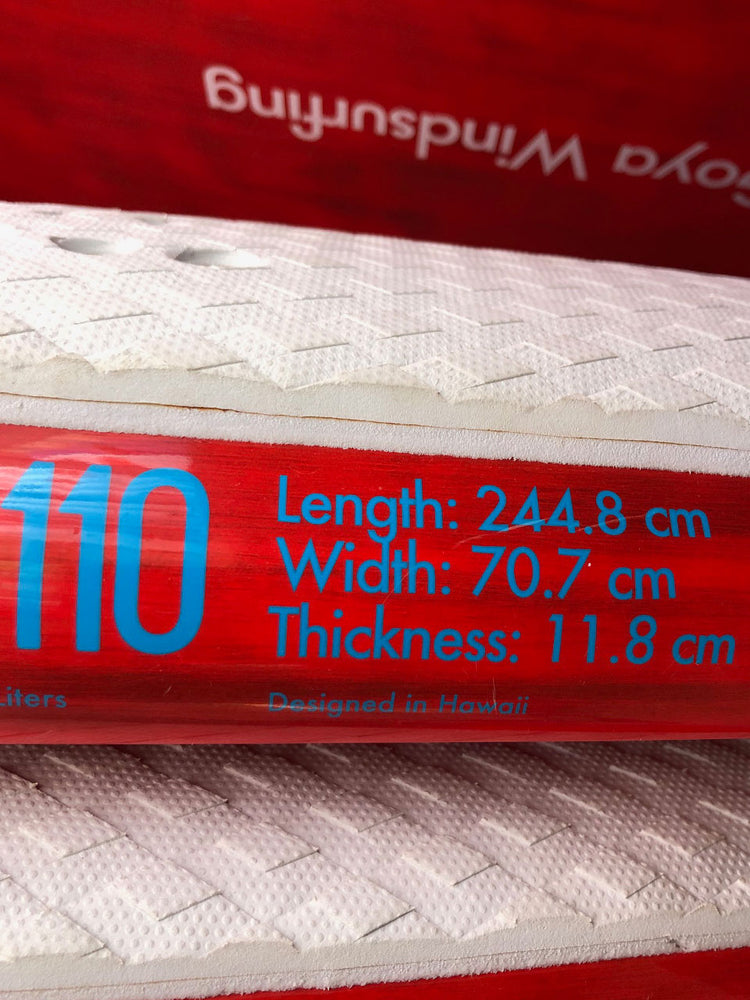 Goya Windsurfing
110
Liters
Length: 244.8 cm
Width: 70.7 cm
Thickness: 11.8 cm
Designed in Hawaii